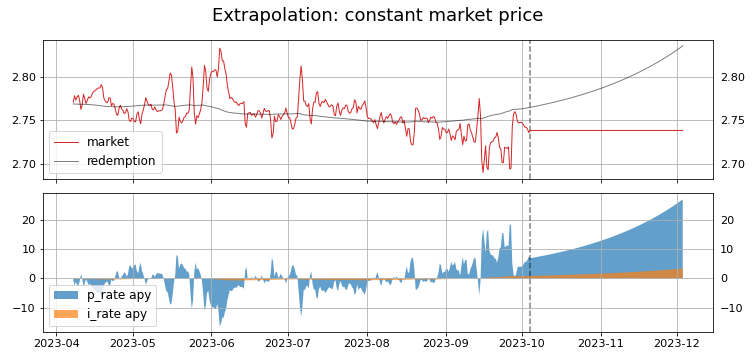 Extrapolation: constant market price
2.80 2.80
2.75 2.75
2.70 2.70
market
redemption
20 20
10 10
0 0
−10 −10
p_rate apy
i_rate apy
2023-04 2023-05 2023-06 2023-07 2023-08 2023-09 2023-10 2023-11 2023-12